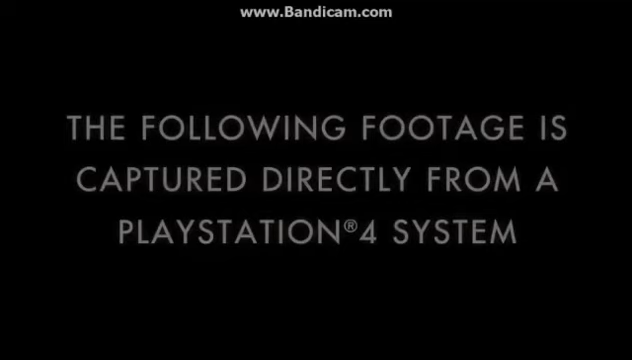 www.Bandicam.com
THE FOLLOWING FOOTAGE IS
CAPTURED DIRECTLY FROM A
PLAYSTATION®4 SYSTEM